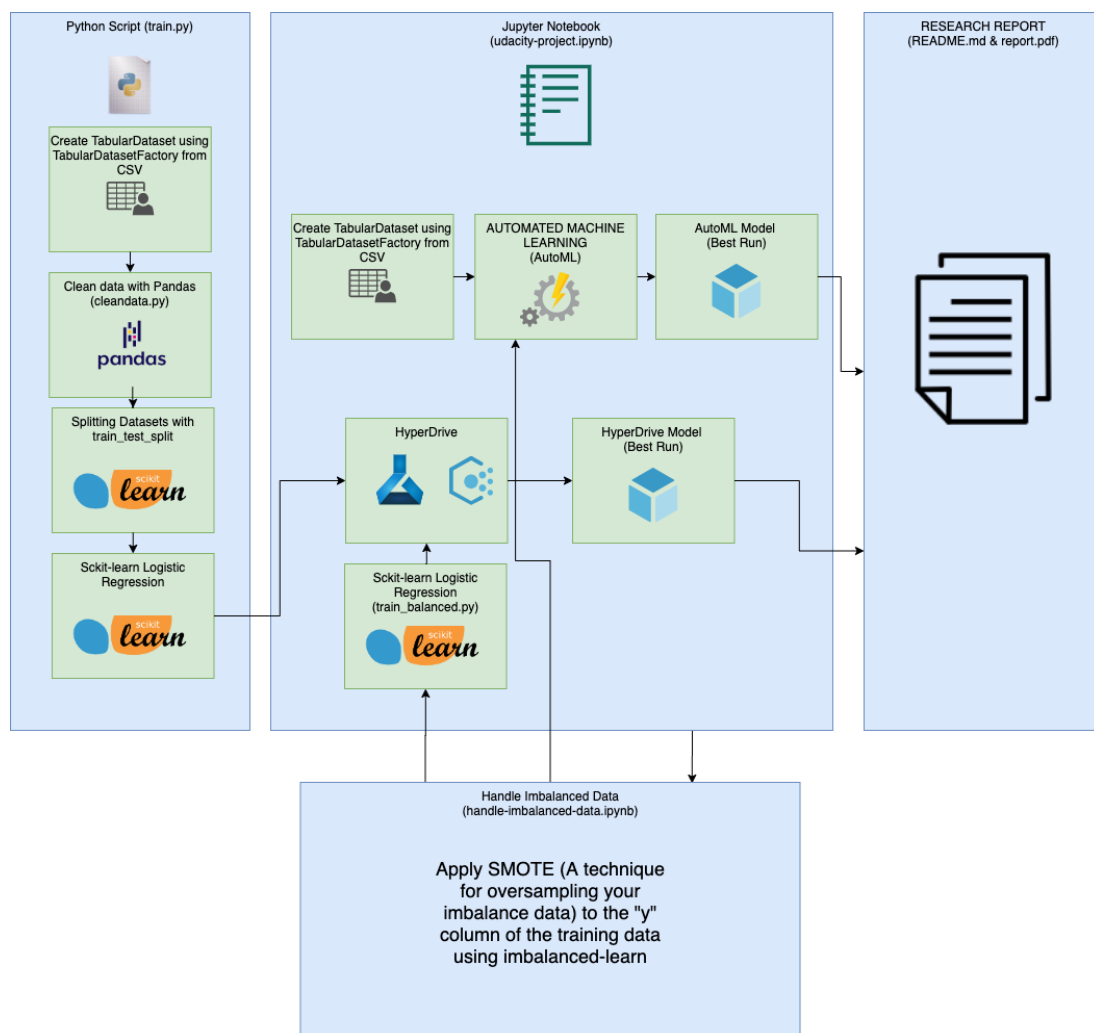 Python Script (train.py)
Create TabularDataset using
TabularDatasetFactory from
CSV
Clean data with Pandas
(cleandata.py)
pandas
Splitting Datasets with
train_test_split
scikit
learn
Sckit-learn Logistic
Regression
scikit
learn
Jupyter Notebook
(udacity-project.ipynb)
Create TabularDataset using
TabularDatasetFactory from
CSV
AUTOMATED MACHINE
LEARNING
(AutoML)
AutoML Model
(Best Run)
HyperDrive
HyperDrive Model
(Best Run)
Sckit-learn Logistic
Regression
(train_balanced.py)
scikit
learn
RESEARCH REPORT
(README.md & report.pdf)
Handle Imbalanced Data
(handle-imbalanced-data.ipynb)
Apply SMOTE (A technique
for oversampling your
imbalance data) to the "y"
column of the training data
using imbalanced-learn